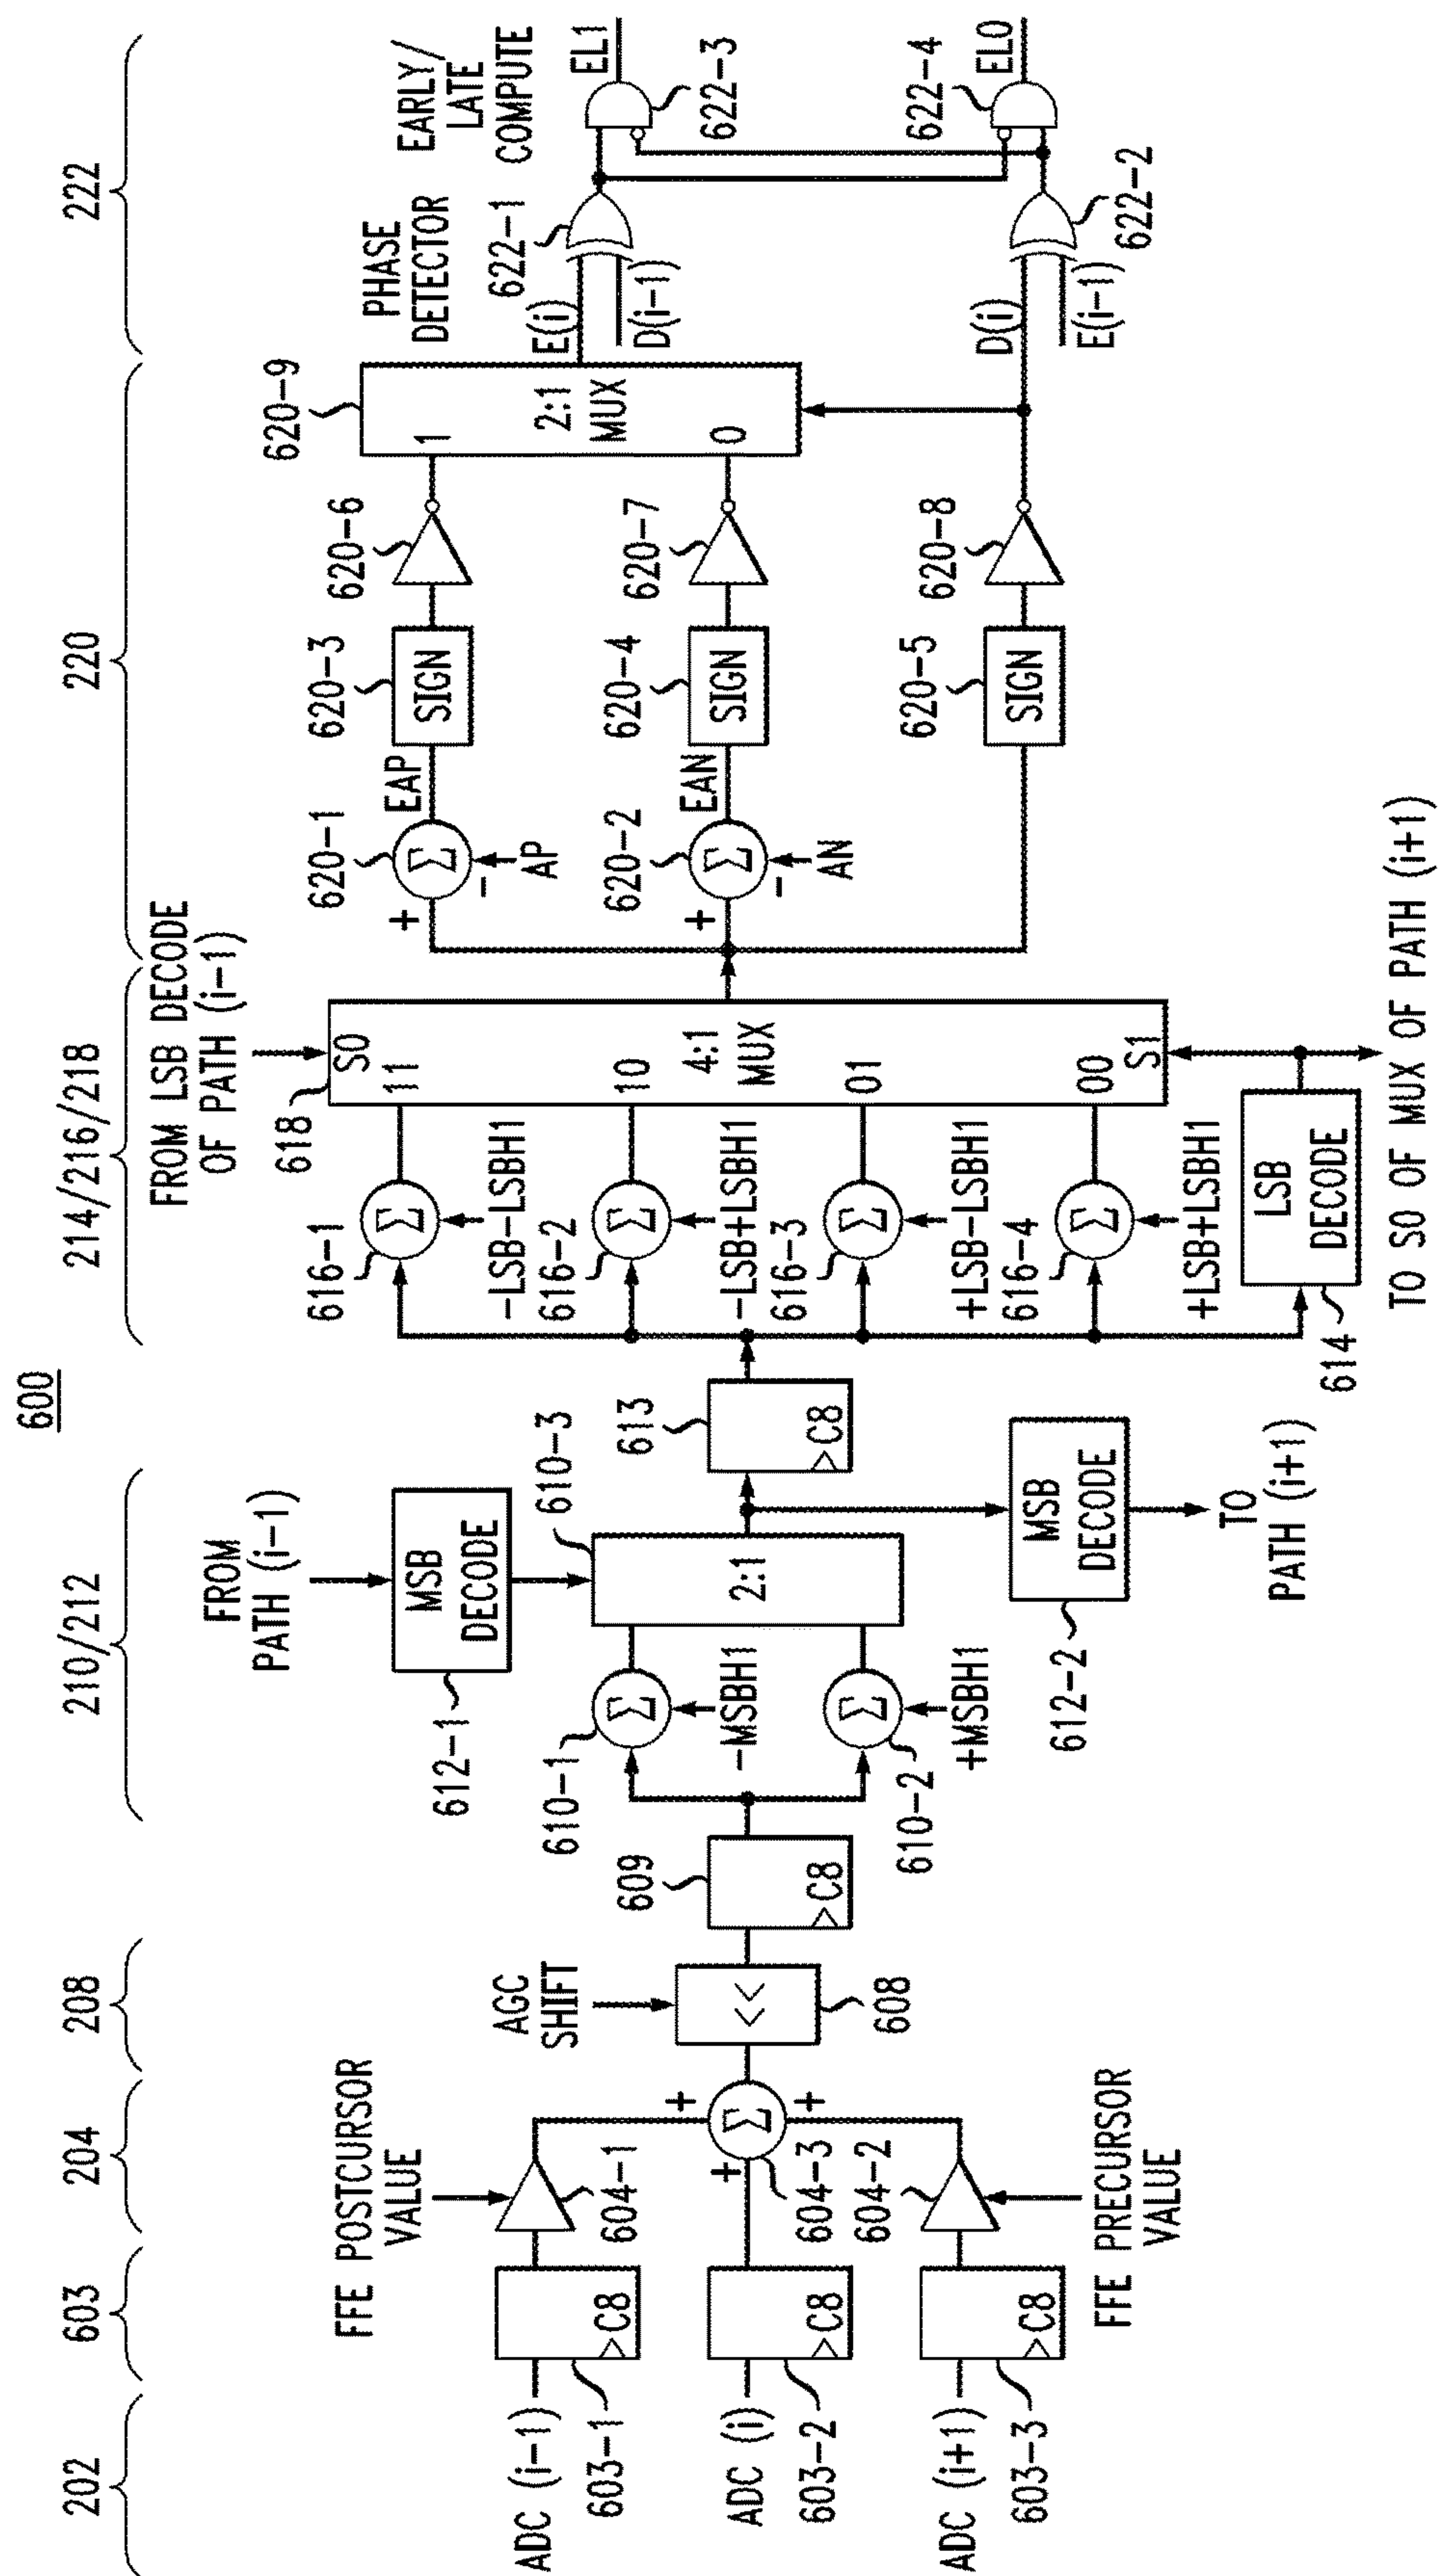 600
202
603
204
208
210/212
214/216/218
220
222
ADC (i-1)
603-1
C8
ADC (i)
603-2
C8
ADC (i+1)
603-3
C8
FFE POSTCURSOR
VALUE
604-1
FFE PRECURSOR
VALUE
604-2
+
+
+
Σ
604-3
AGC
SHIFT
<<
608
609
C8
FROM
PATH (i-1)
MSB
DECODE
612-1
610-1
Σ
-MSBH1
610-2
Σ
+MSBH1
610-3
2:1
MSB
DECODE
612-2
TO
PATH (i+1)
613
C8
FROM LSB DECODE
OF PATH (i-1)
616-1
Σ
-LSB-LSBH1
616-2
Σ
-LSB+LSBH1
616-3
Σ
+LSB-LSBH1
616-4
Σ
+LSB+LSBH1
LSB
DECODE
614
618
S0
11
10
4:1
MUX
01
00
S1
TO S0 OF MUX OF PATH (i+1)
620-1
+
Σ
-
AP
EAP
620-2
+
Σ
-
AN
EAN
620-3
SIGN
620-4
SIGN
620-5
SIGN
620-6
620-7
620-8
620-9
1
2:1
MUX
0
PHASE
DETECTOR
E(i)
D(i-1)
622-1
D(i)
E(i-1)
622-2
EARLY/
LATE
COMPUTE
EL1
622-3
622-4
EL0